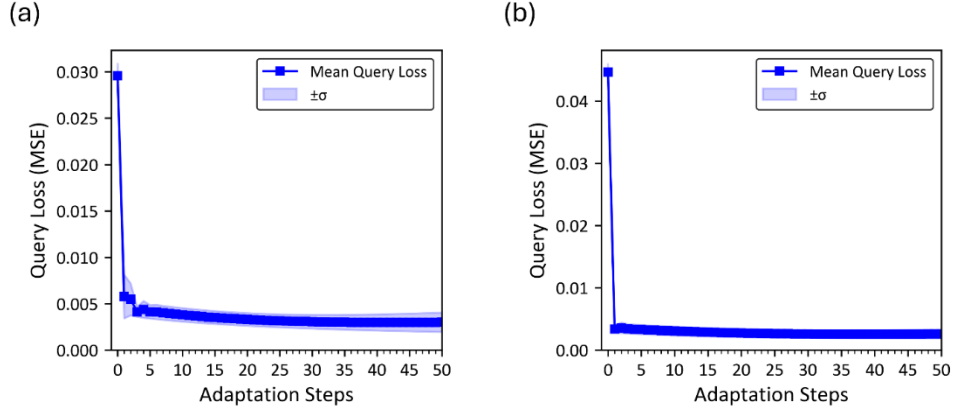 (a)
Query Loss (MSE)
0.030
0.025
0.020
0.015
0.010
0.005
0.000
Mean Query Loss
±σ
0 5 10 15 20 25 30 35 40 45 50
Adaptation Steps
(b)
Query Loss (MSE)
0.04
0.03
0.02
0.01
0.00
Mean Query Loss
±σ
0 5 10 15 20 25 30 35 40 45 50
Adaptation Steps